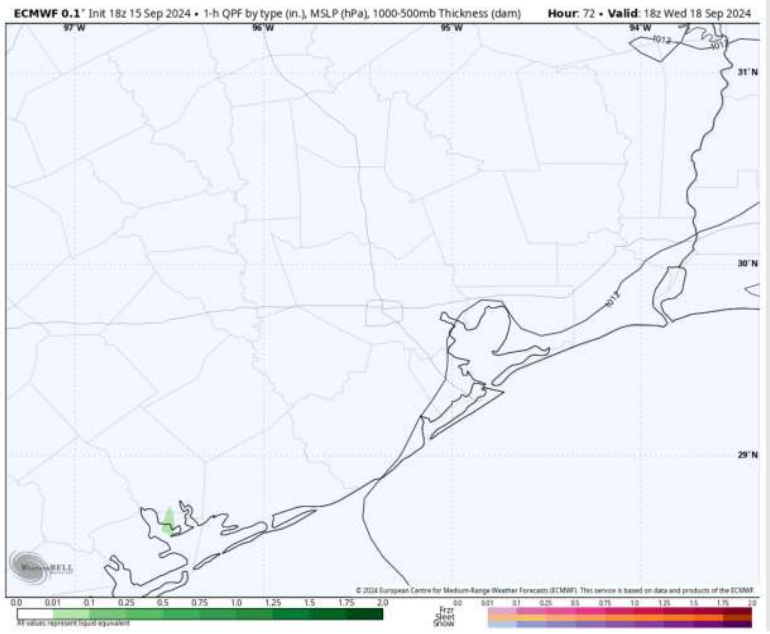 ECMWF 0.1° Init 18z 15 Sep 2024 • 1-h QPF by type (in.), MSLP (hPa), 1000-500mb Thickness (dam) Hour: 72 • Valid: 18z Wed 18 Sep 2024
97°W 96°W 95°W 94°W
1012 1012
31°N
30°N
1012
29°N
WeatherBELL
© 2024 European Centre for Medium-Range Weather Forecasts (ECMWF). This service is based on data and products of the ECMWF
0.0 0.01 0.1 0.25 0.5 0.75 1.0 1.25 1.5 1.75 2.0 0.0 0.01 0.1 0.25 0.5 0.75 1.0 1.25 1.5 1.75 2.0
Frzr
Sleet
Snow
All values represent liquid equivalent